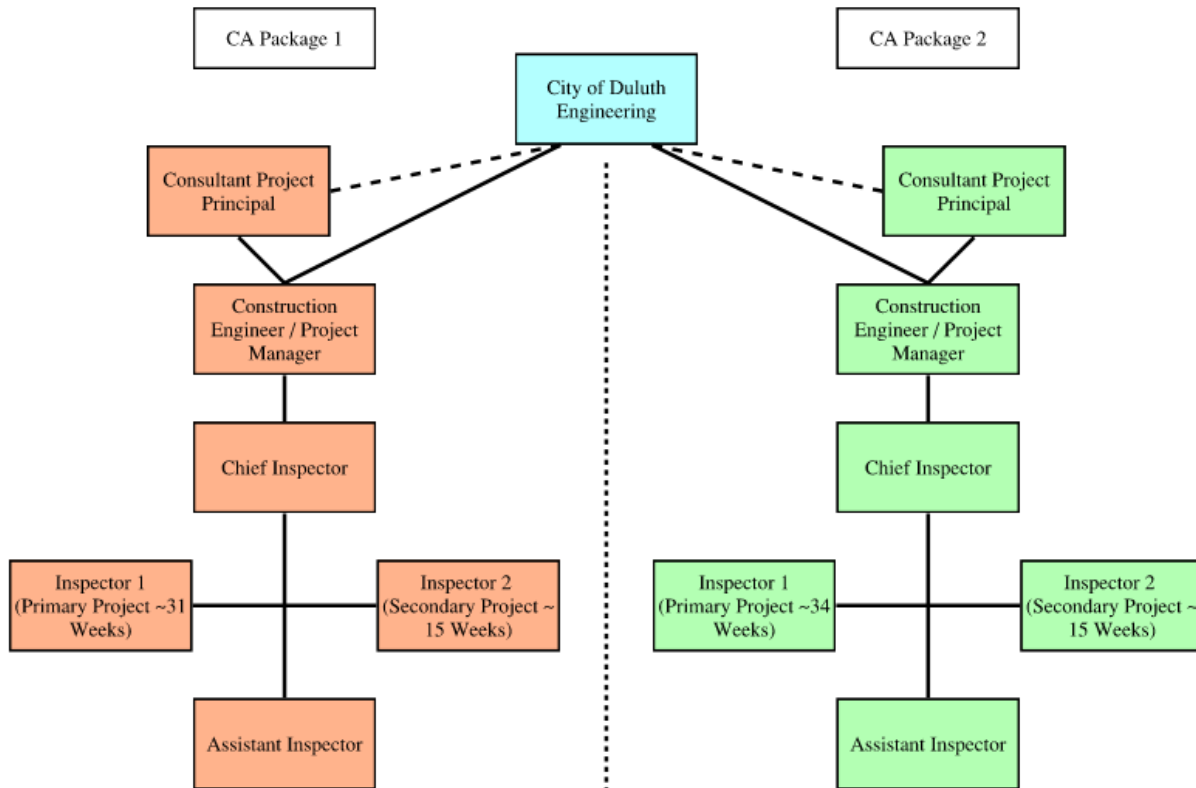 CA Package 1
CA Package 2
City of Duluth
Engineering
Consultant Project
Principal
Consultant Project
Principal
Construction
Engineer / Project
Manager
Construction
Engineer / Project
Manager
Chief Inspector
Chief Inspector
Inspector 1
(Primary Project ~31
Weeks)
Inspector 2
(Secondary Project ~
15 Weeks)
Inspector 1
(Primary Project ~34
Weeks)
Inspector 2
(Secondary Project ~
15 Weeks)
Assistant Inspector
Assistant Inspector